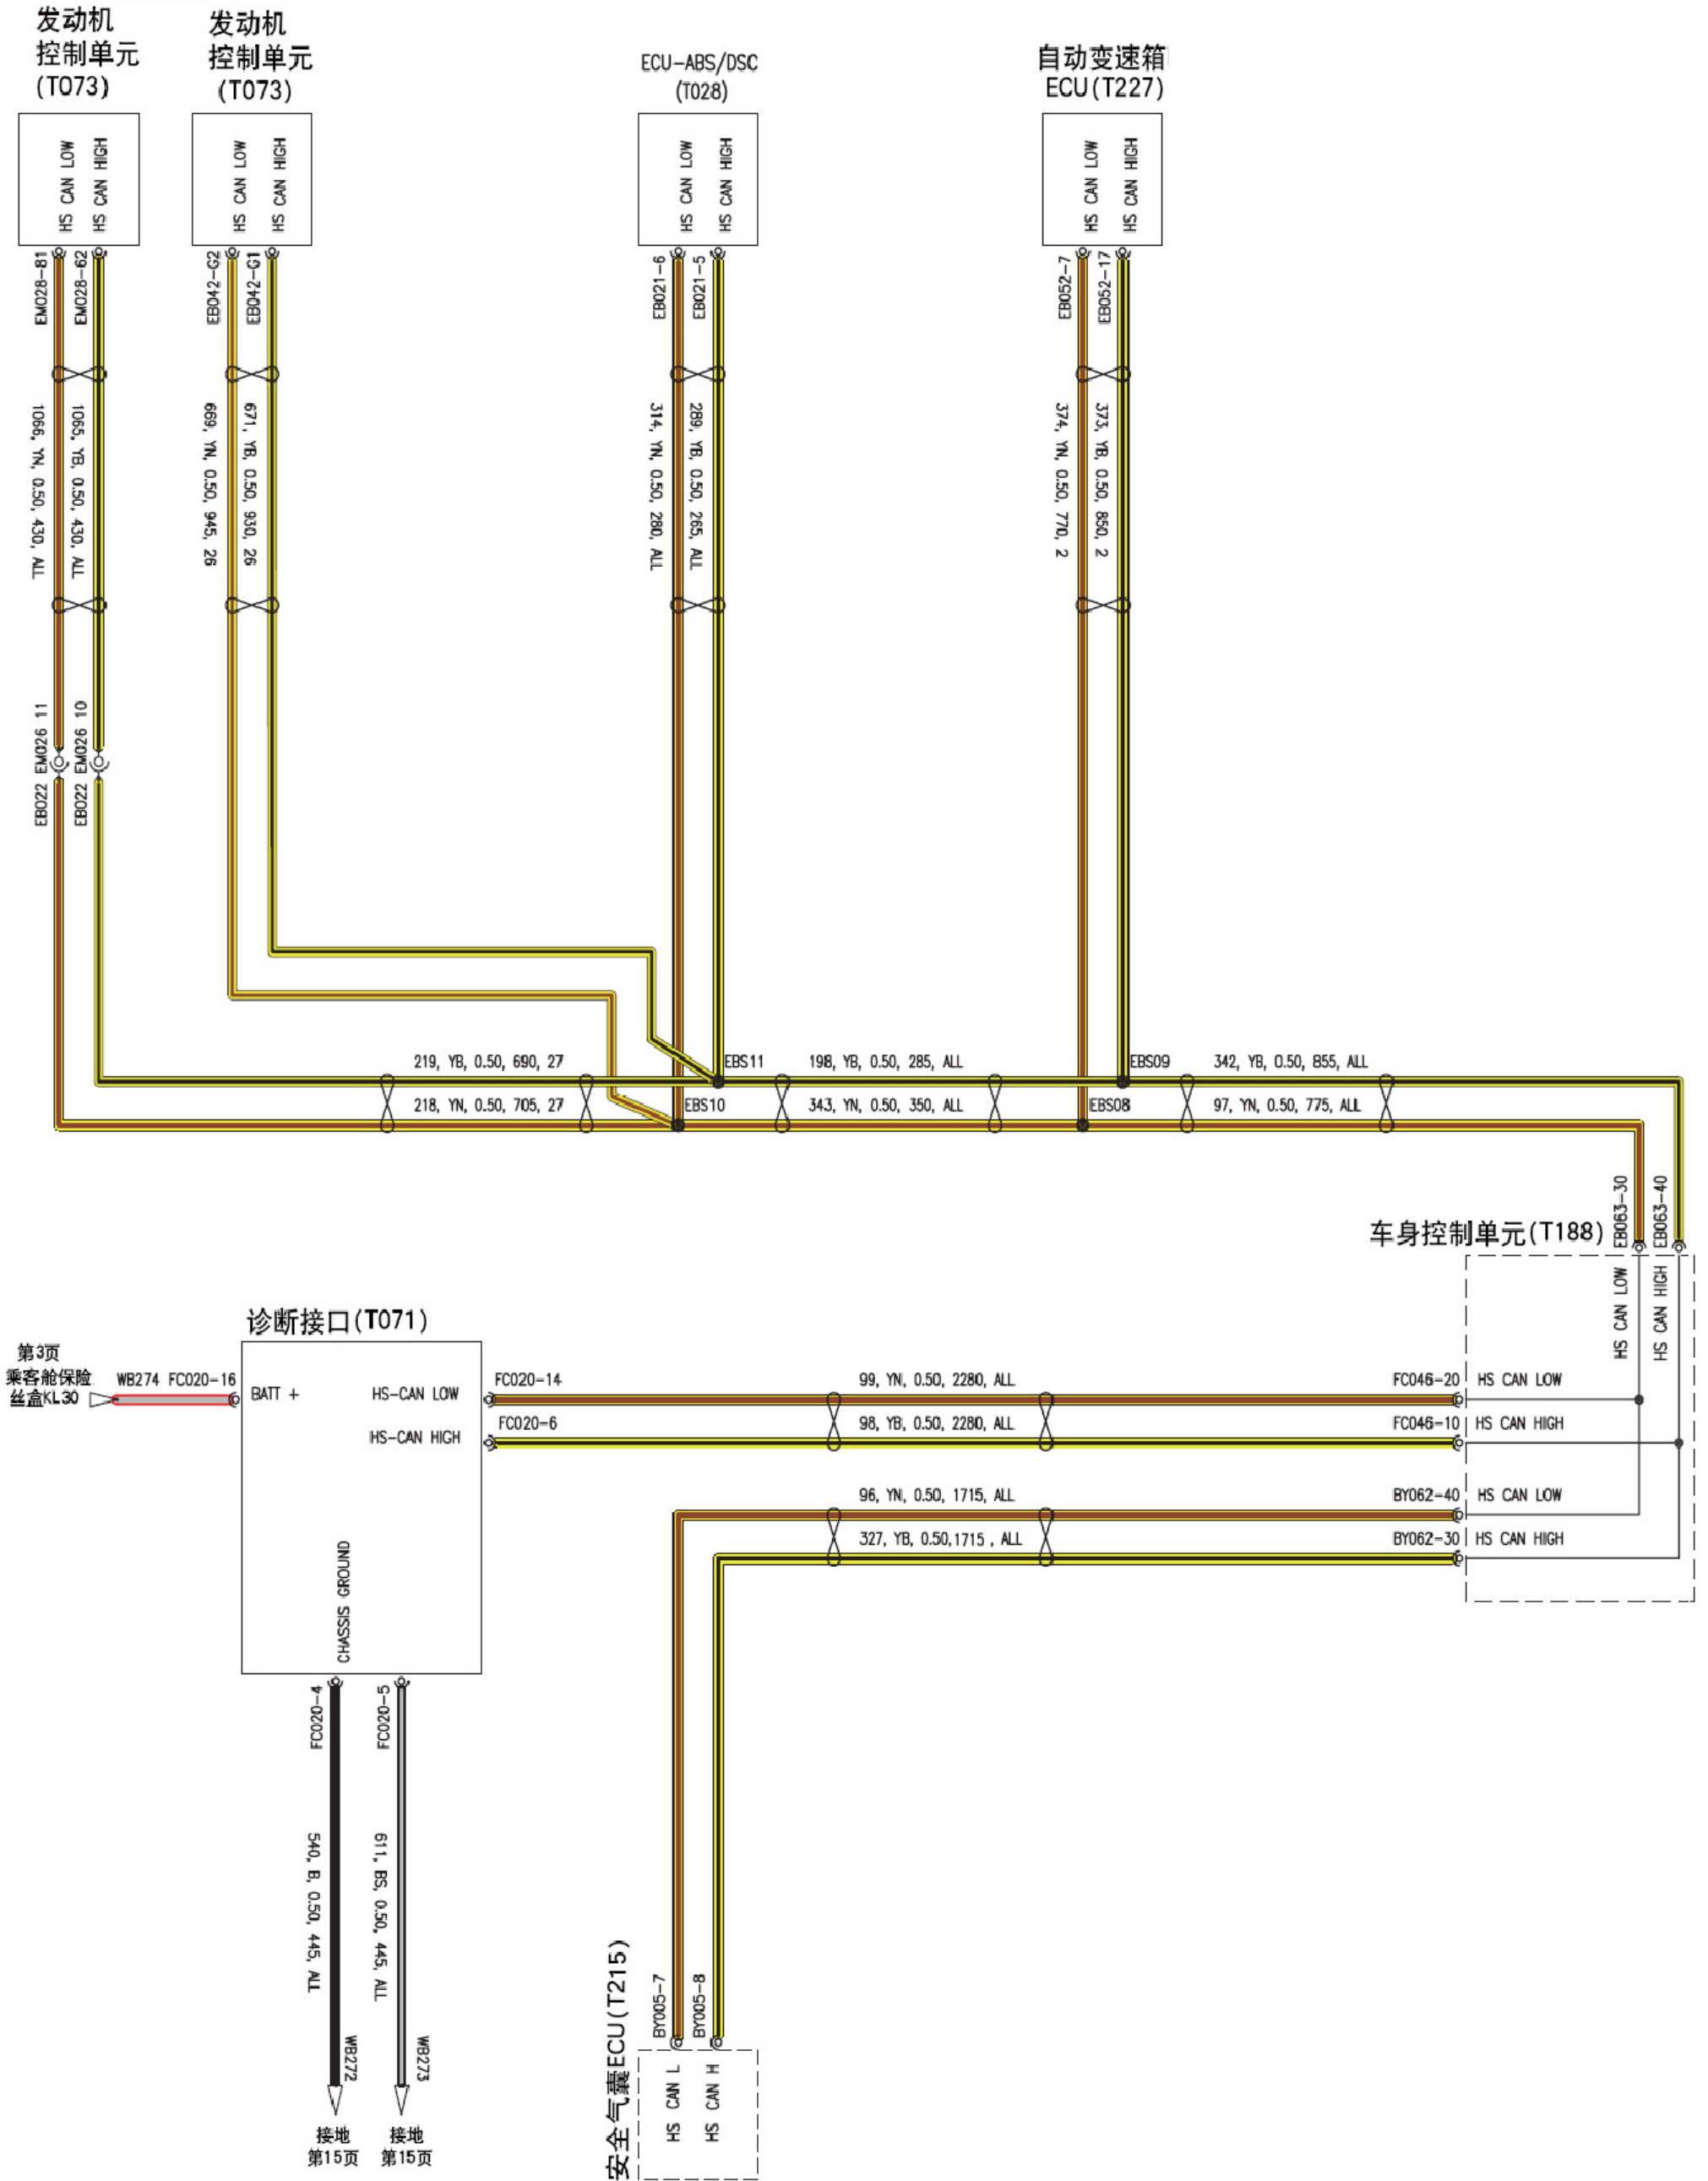 发动机
控制单元
(T073)
发动机
控制单元
(T073)
ECU-ABS/DSC
(T028)
自动变速箱
ECU(T227)
HS CAN LOW
HS CAN HIGH
HS CAN LOW
HS CAN HIGH
HS CAN LOW
HS CAN HIGH
HS CAN LOW
HS CAN HIGH
EM028-81
EM028-62
EB042-G2
EB042-G1
EB021-6
EB021-5
EB052-7
EB052-17
1066, YN, 0.50, 430, ALL
1065, YB, 0.50, 430, ALL
669, YN, 0.50, 945, 26
671, YB, 0.50, 930, 26
314, YN, 0.50, 280, ALL
289, YB, 0.50, 265, ALL
374, YN, 0.50, 770, 2
373, YB, 0.50, 850, 2
EB022 EM026 11
EB022 EM026 10
219, YB, 0.50, 690, 27
EBS11
198, YB, 0.50, 285, ALL
EBS09
342, YB, 0.50, 855, ALL
218, YN, 0.50, 705, 27
EBS10
343, YN, 0.50, 350, ALL
EBS08
97, YN, 0.50, 775, ALL
EB063-30
EB063-40
车身控制单元(T188)
HS CAN LOW
HS CAN HIGH
诊断接口(T071)
第3页
乘客舱保险
丝盒KL30
WB274 FC020-16
BATT +
HS-CAN LOW
FC020-14
99, YN, 0.50, 2280, ALL
FC046-20
HS CAN LOW
HS-CAN HIGH
FC020-6
98, YB, 0.50, 2280, ALL
FC046-10
HS CAN HIGH
96, YN, 0.50, 1715, ALL
BY062-40
HS CAN LOW
327, YB, 0.50,1715 , ALL
BY062-30
HS CAN HIGH
CHASSIS GROUND
FC020-4
FC020-5
540, B, 0.50, 445, ALL
611, BS, 0.50, 445, ALL
WB272
WB273
接地
第15页
接地
第15页
安全气囊ECU(T215)
BY005-7
BY005-8
HS CAN L
HS CAN H